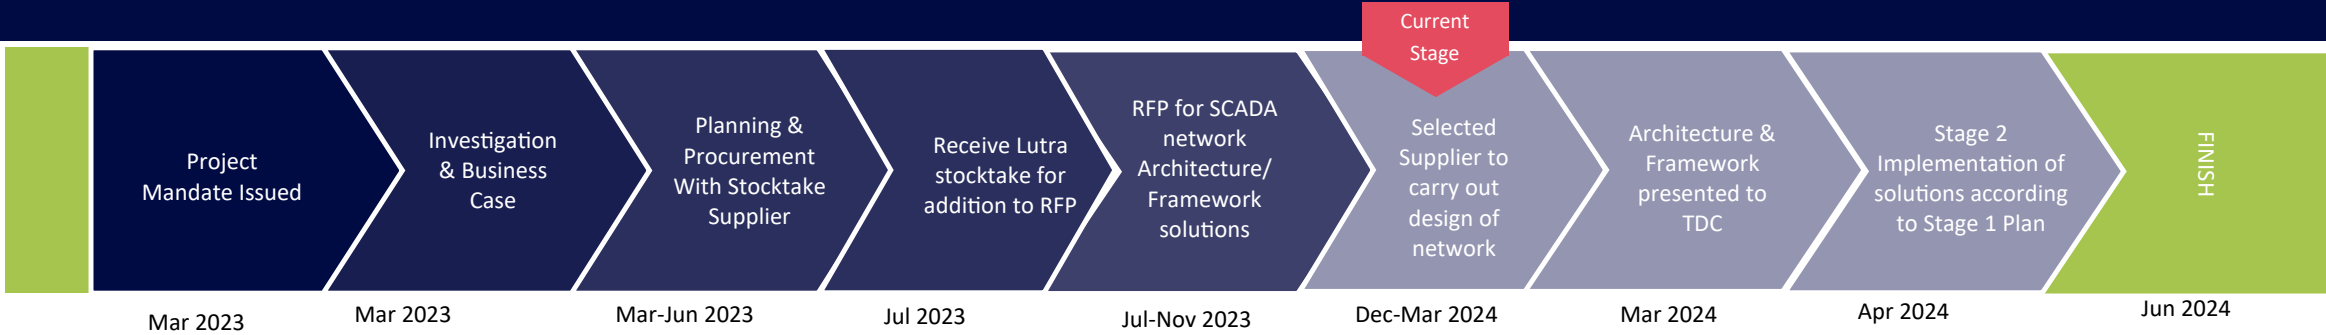 Current
Stage
Project
Mandate Issued
Investigation
& Business
Case
Planning &
Procurement
With Stocktake
Supplier
Receive Lutra
stocktake for
addition to RFP
RFP for SCADA
network
Architecture/
Framework
solutions
Selected
Supplier to
carry out
design of
network
Architecture &
Framework
presented to
TDC
Stage 2
Implementation of
solutions according
to Stage 1 Plan
FINISH
Mar 2023
Mar 2023
Mar-Jun 2023
Jul 2023
Jul-Nov 2023
Dec-Mar 2024
Mar 2024
Apr 2024
Jun 2024